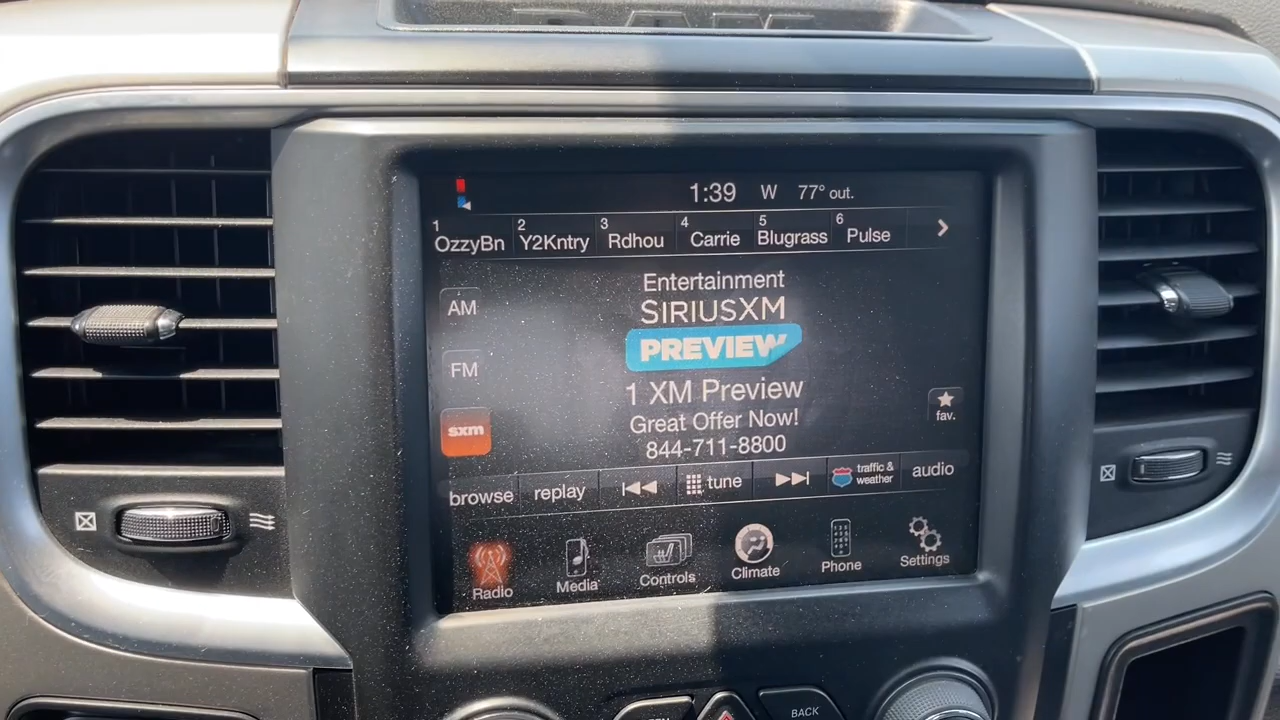 1:39 W 77° out.
1 OzzyBn 2 Y2Kntry 3 Rdhou 4 Carrie 5 Blugrass 6 Pulse
Entertainment
SIRIUSXM
AM
PREVIEW
FM
1 XM Preview
fav.
Great Offer Now!
sxm
844-711-8800
browse replay tune traffic & weather audio
Radio Media Controls Climate Phone Settings
BACK